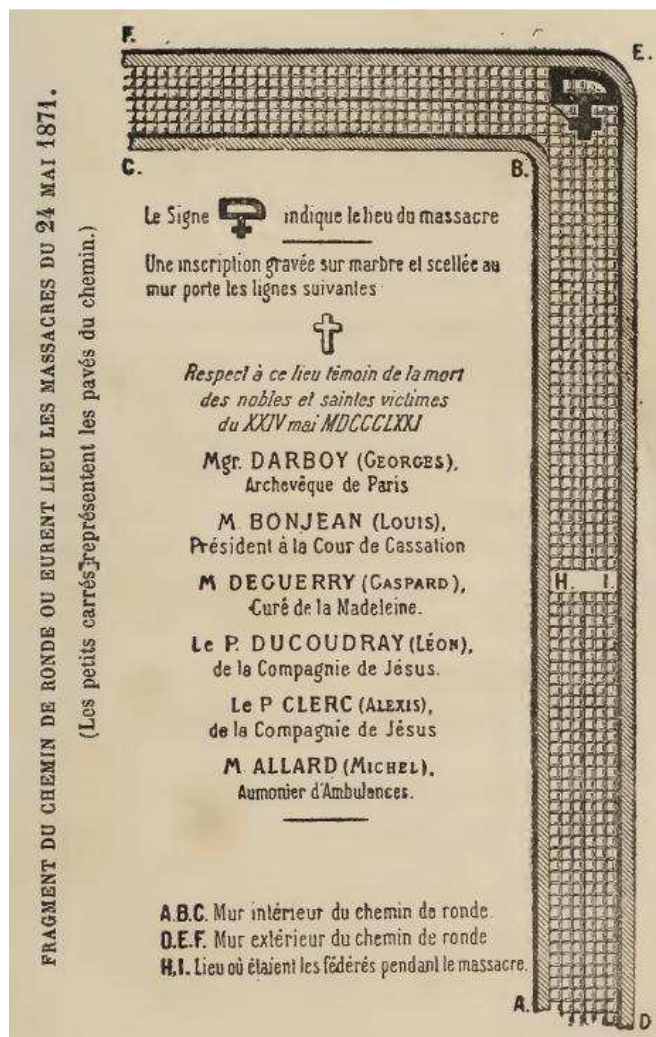 FRAGMENT DU CHEMIN DE RONDE OU EURENT LIEU LES MASSACRES DU 24 MAI 1871.
(Les petits carrés représentent les pavés du chemin.)
F.
E.
C.
B.
Le Signe indique le lieu du massacre
Une inscription gravée sur marbre et scellée au
mur porte les lignes suivantes
Respect à ce lieu témoin de la mort
des nobles et saintes victimes
du XXIV mai MDCCCLXXI
Mgr. DARBOY (GEORGES),
Archevêque de Paris
M BONJEAN (LOUIS),
Président à la Cour de Cassation
M DEGUERRY (GASPARD),
Curé de la Madeleine.
Le P. DUCOUDRAY (LÉON),
de la Compagnie de Jésus.
Le P CLERC (ALEXIS),
de la Compagnie de Jésus
M ALLARD (MICHEL),
Aumonier d'Ambulances.
H. I.
A.B.C. Mur intérieur du chemin de ronde.
D.E.F. Mur extérieur du chemin de ronde
H.I. Lieu où étaient les fédérés pendant le massacre.
A.
D